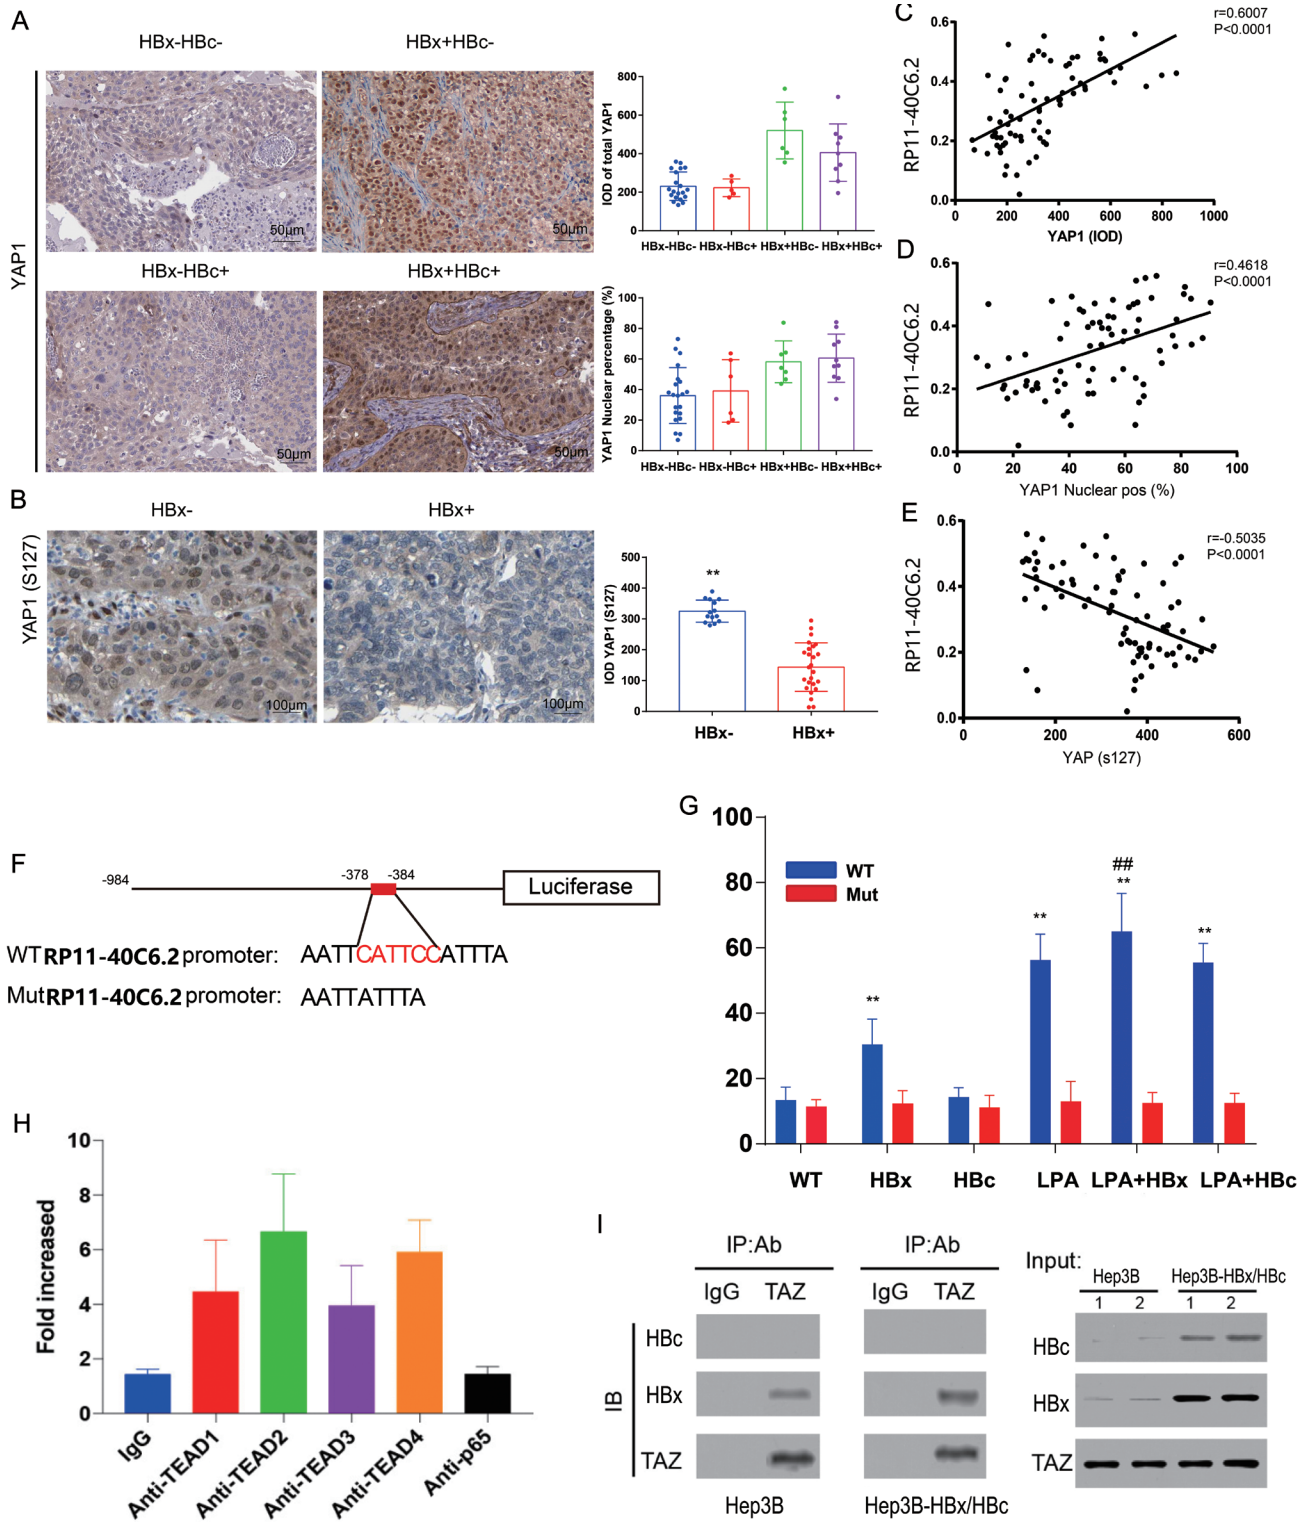 A
HBx-HBc-
HBx+HBc-
YAP1
50μm
50μm
HBx-HBc+
HBx+HBc+
50μm
50μm
IOD of total YAP1
800
600
400
200
0
HBx-HBc- HBx-HBc+ HBx+HBc- HBx+HBc+
YAP1 Nuclear percentage (%)
100
80
60
40
20
0
HBx-HBc- HBx-HBc+ HBx+HBc- HBx+HBc+
B
HBx-
HBx+
YAP1 (S127)
100μm
100μm
IOD YAP1 (S127)
500
400
300
200
100
0
**
HBx-
HBx+
C
r=0.6007
P<0.0001
RP11-40C6.2
0.6
0.4
0.2
0.0
0 200 400 600 800 1000
YAP1 (IOD)
D
r=0.4618
P<0.0001
RP11-40C6.2
0.6
0.4
0.2
0.0
0 20 40 60 80 100
YAP1 Nuclear pos (%)
E
r=-0.5035
P<0.0001
RP11-40C6.2
0.6
0.4
0.2
0.0
0 200 400 600
YAP (s127)
F
-984
-378
-384
Luciferase
WT RP11-40C6.2 promoter: AATTCATTCCATTTA
Mut RP11-40C6.2 promoter: AATTATTTA
G
100
80
60
40
20
0
WT
Mut
**
**
##
**
**
WT HBx HBc LPA LPA+HBx LPA+HBc
H
Fold increased
10
8
6
4
2
0
IgG
Anti-TEAD1
Anti-TEAD2
Anti-TEAD3
Anti-TEAD4
Anti-p65
I
IP:Ab
IP:Ab
IgG TAZ
IgG TAZ
IB
HBc
HBx
TAZ
Hep3B
Hep3B-HBx/HBc
Input:
Hep3B
Hep3B-HBx/HBc
1 2 1 2
HBc
HBx
TAZ